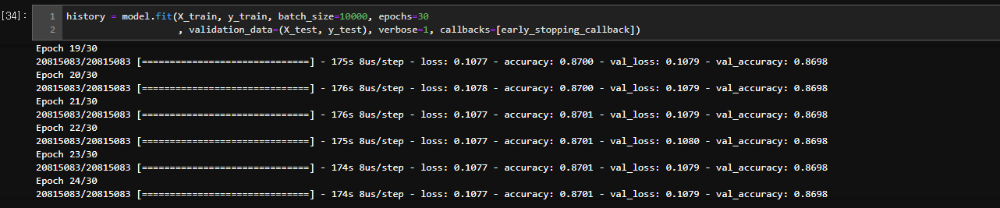 [34]:
1 history = model.fit(X_train, y_train, batch_size=10000, epochs=30
2 , validation_data=(X_test, y_test), verbose=1, callbacks=[early_stopping_callback])
Epoch 19/30
20815083/20815083 [==============================] - 175s 8us/step - loss: 0.1077 - accuracy: 0.8700 - val_loss: 0.1079 - val_accuracy: 0.8698
Epoch 20/30
20815083/20815083 [==============================] - 176s 8us/step - loss: 0.1078 - accuracy: 0.8700 - val_loss: 0.1079 - val_accuracy: 0.8698
Epoch 21/30
20815083/20815083 [==============================] - 176s 8us/step - loss: 0.1077 - accuracy: 0.8701 - val_loss: 0.1079 - val_accuracy: 0.8698
Epoch 22/30
20815083/20815083 [==============================] - 175s 8us/step - loss: 0.1077 - accuracy: 0.8701 - val_loss: 0.1080 - val_accuracy: 0.8698
Epoch 23/30
20815083/20815083 [==============================] - 174s 8us/step - loss: 0.1077 - accuracy: 0.8701 - val_loss: 0.1079 - val_accuracy: 0.8698
Epoch 24/30
20815083/20815083 [==============================] - 174s 8us/step - loss: 0.1077 - accuracy: 0.8701 - val_loss: 0.1079 - val_accuracy: 0.8698